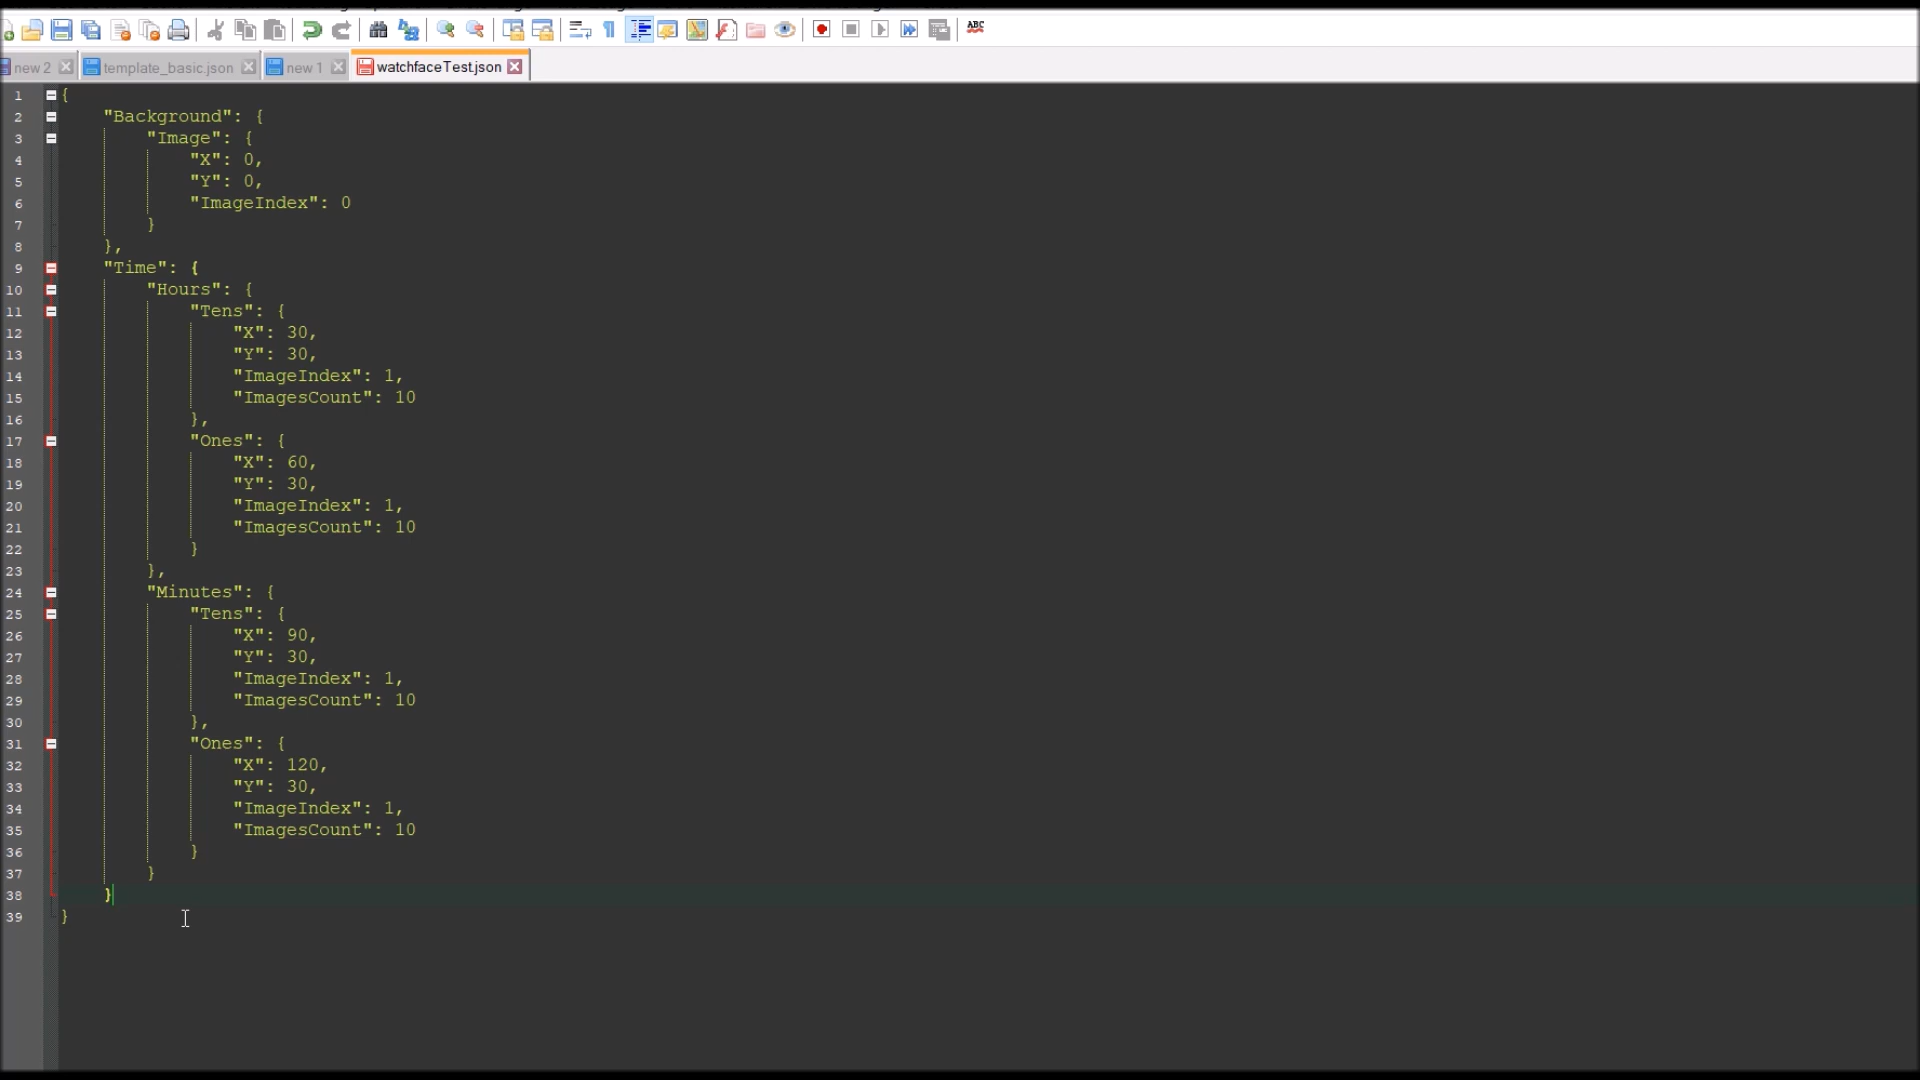 ABC
new 2
template_basic.json
new 1
watchfaceTest.json
1 {
2 "Background": {
3 "Image": {
4 "X": 0,
5 "Y": 0,
6 "ImageIndex": 0
7 }
8 },
9 "Time": {
10 "Hours": {
11 "Tens": {
12 "X": 30,
13 "Y": 30,
14 "ImageIndex": 1,
15 "ImagesCount": 10
16 },
17 "Ones": {
18 "X": 60,
19 "Y": 30,
20 "ImageIndex": 1,
21 "ImagesCount": 10
22 }
23 },
24 "Minutes": {
25 "Tens": {
26 "X": 90,
27 "Y": 30,
28 "ImageIndex": 1,
29 "ImagesCount": 10
30 },
31 "Ones": {
32 "X": 120,
33 "Y": 30,
34 "ImageIndex": 1,
35 "ImagesCount": 10
36 }
37 }
38 }
39 }